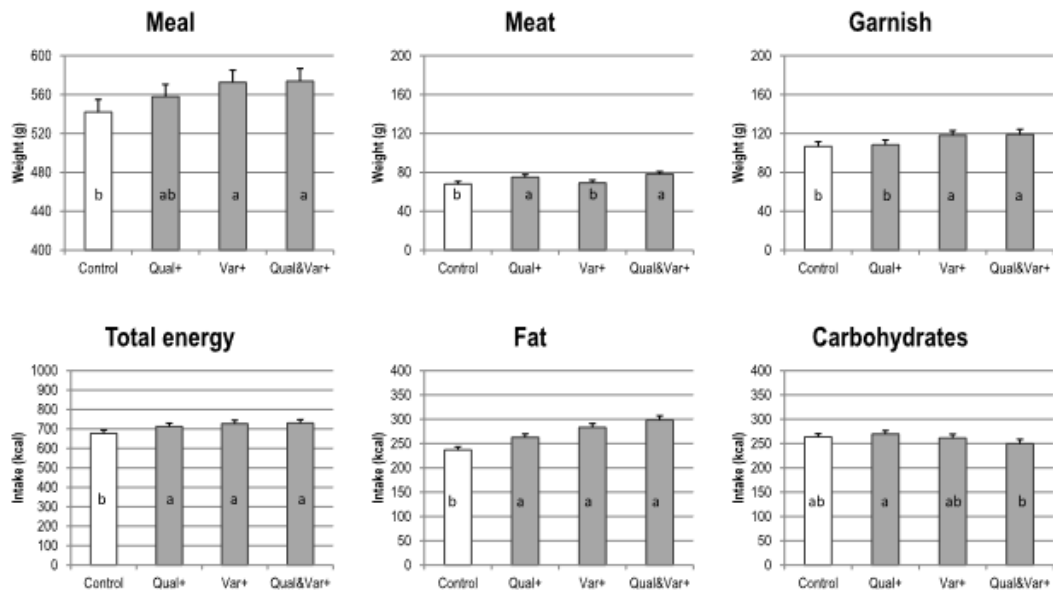 Meal
Weight (g)
600
560
520
480
440
400
b
ab
a
a
Control
Qual+
Var+
Qual&Var+
Meat
Weight (g)
200
160
120
80
40
0
b
a
b
a
Control
Qual+
Var+
Qual&Var+
Garnish
Weight (g)
200
160
120
80
40
0
b
b
a
a
Control
Qual+
Var+
Qual&Var+
Total energy
Intake (kcal)
1000
900
800
700
600
500
400
300
200
100
0
b
a
a
a
Control
Qual+
Var+
Qual&Var+
Fat
Intake (kcal)
400
350
300
250
200
150
100
50
0
b
a
a
a
Control
Qual+
Var+
Qual&Var+
Carbohydrates
Intake (kcal)
400
350
300
250
200
150
100
50
0
ab
a
ab
b
Control
Qual+
Var+
Qual&Var+